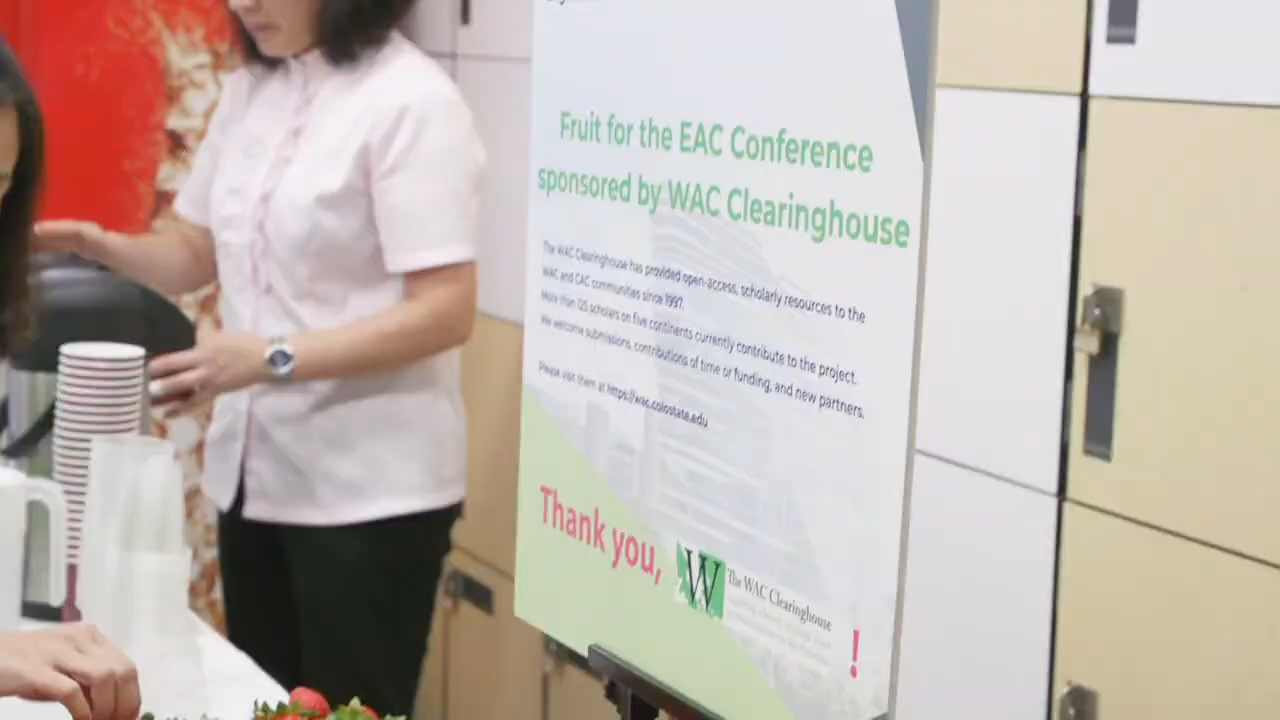 Fruit for the EAC Conference
sponsored by WAC Clearinghouse
The WAC Clearinghouse has provided open-access, scholarly resources to the
WAC and CAC communities since 1997.
More than 125 scholars on five continents currently contribute to the project.
We welcome submissions, contributions of time or funding, and new partners.
Please visit them at https://wac.colostate.edu
Thank you,
W The WAC Clearinghouse
!